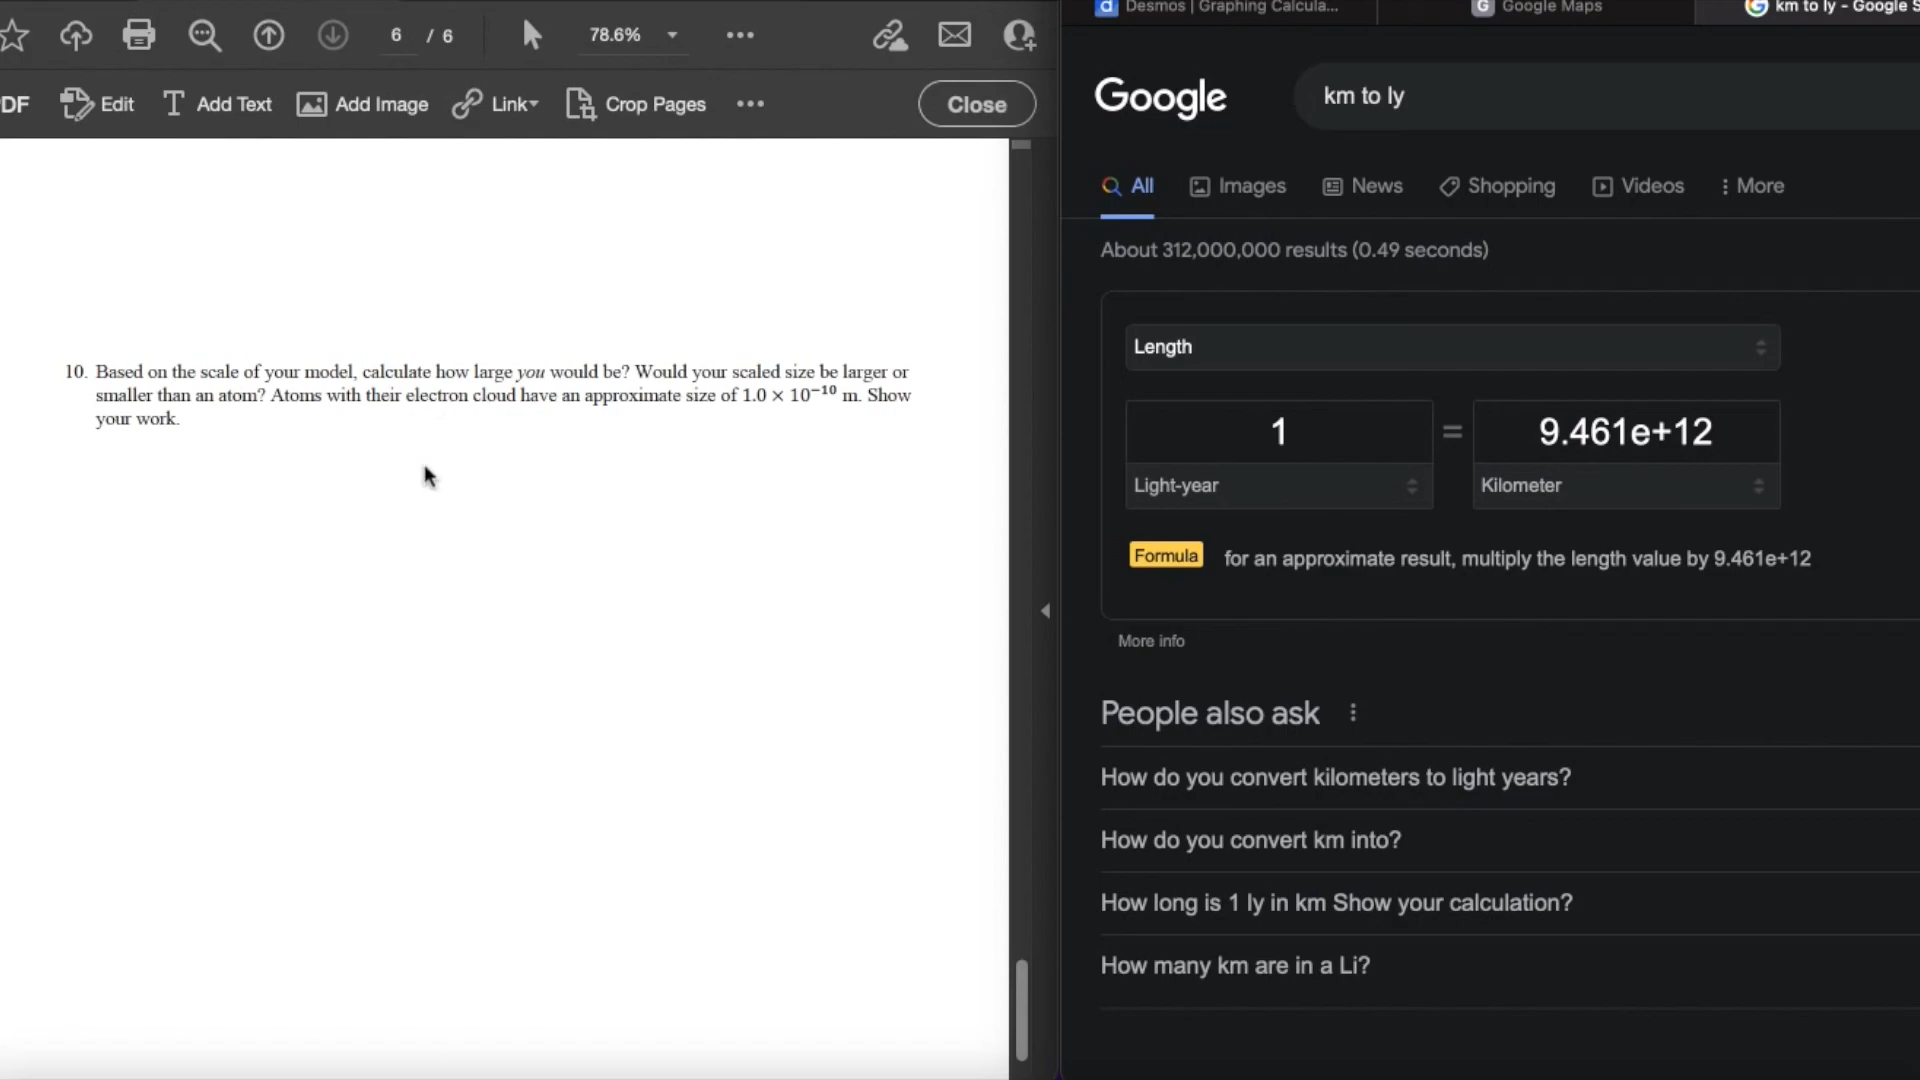 d Desmos | Graphing Calcula...
G Google Maps
G km to ly - Google S
6 / 6
78.6%
DF
Edit
Add Text
Add Image
Link
Crop Pages
Close
10. Based on the scale of your model, calculate how large you would be? Would your scaled size be larger or
smaller than an atom? Atoms with their electron cloud have an approximate size of 1.0 × 10⁻¹⁰ m. Show
your work.
Google
km to ly
All
Images
News
Shopping
Videos
More
About 312,000,000 results (0.49 seconds)
Length
1 = 9.461e+12
Light-year
Kilometer
Formula for an approximate result, multiply the length value by 9.461e+12
More info
People also ask
How do you convert kilometers to light years?
How do you convert km into?
How long is 1 ly in km Show your calculation?
How many km are in a Li?